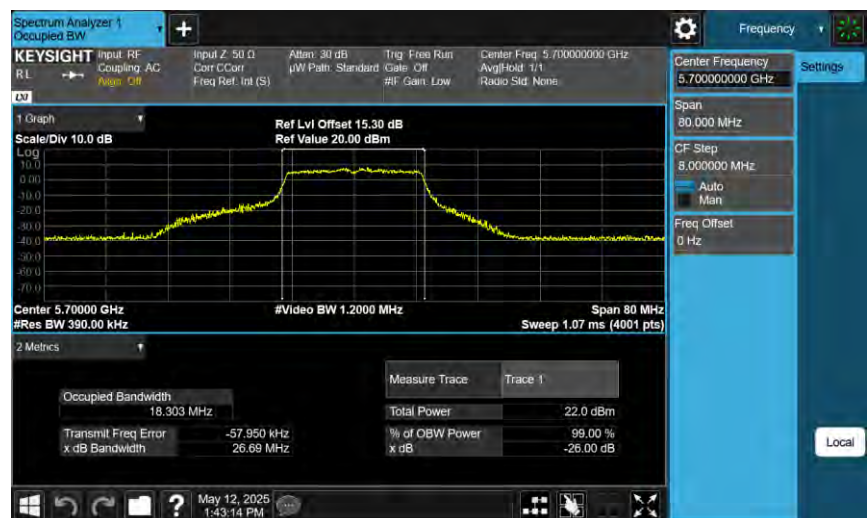 Spectrum Analyzer 1
Occupied BW
+
Frequency
KEYSIGHT
R L
LXI
Input: RF
Coupling: AC
Align: Off
Input Z: 50 Ω
Corr CCorr
Freq Ref: Int (S)
Atten: 30 dB
µW Path: Standard
Trig: Free Run
Gate: Off
#IF Gain: Low
Center Freq: 5.700000000 GHz
Avg|Hold: 1/1
Radio Std: None
Center Frequency
5.700000000 GHz
Settings
Span
80.000 MHz
CF Step
8.000000 MHz
Auto
Man
Freq Offset
0 Hz
Local
1 Graph
Scale/Div 10.0 dB
Ref Lvl Offset 15.30 dB
Ref Value 20.00 dBm
Log
10.0
0.00
-10.0
-20.0
-30.0
-40.0
-50.0
-60.0
-70.0
Center 5.70000 GHz
#Res BW 390.00 kHz
#Video BW 1.2000 MHz
Span 80 MHz
Sweep 1.07 ms (4001 pts)
2 Metrics
Measure Trace Trace 1
Occupied Bandwidth
18.303 MHz
Total Power 22.0 dBm
Transmit Freq Error -57.950 kHz
% of OBW Power 99.00 %
x dB Bandwidth 26.69 MHz
x dB -26.00 dB
?
May 12, 2025
1:43:14 PM